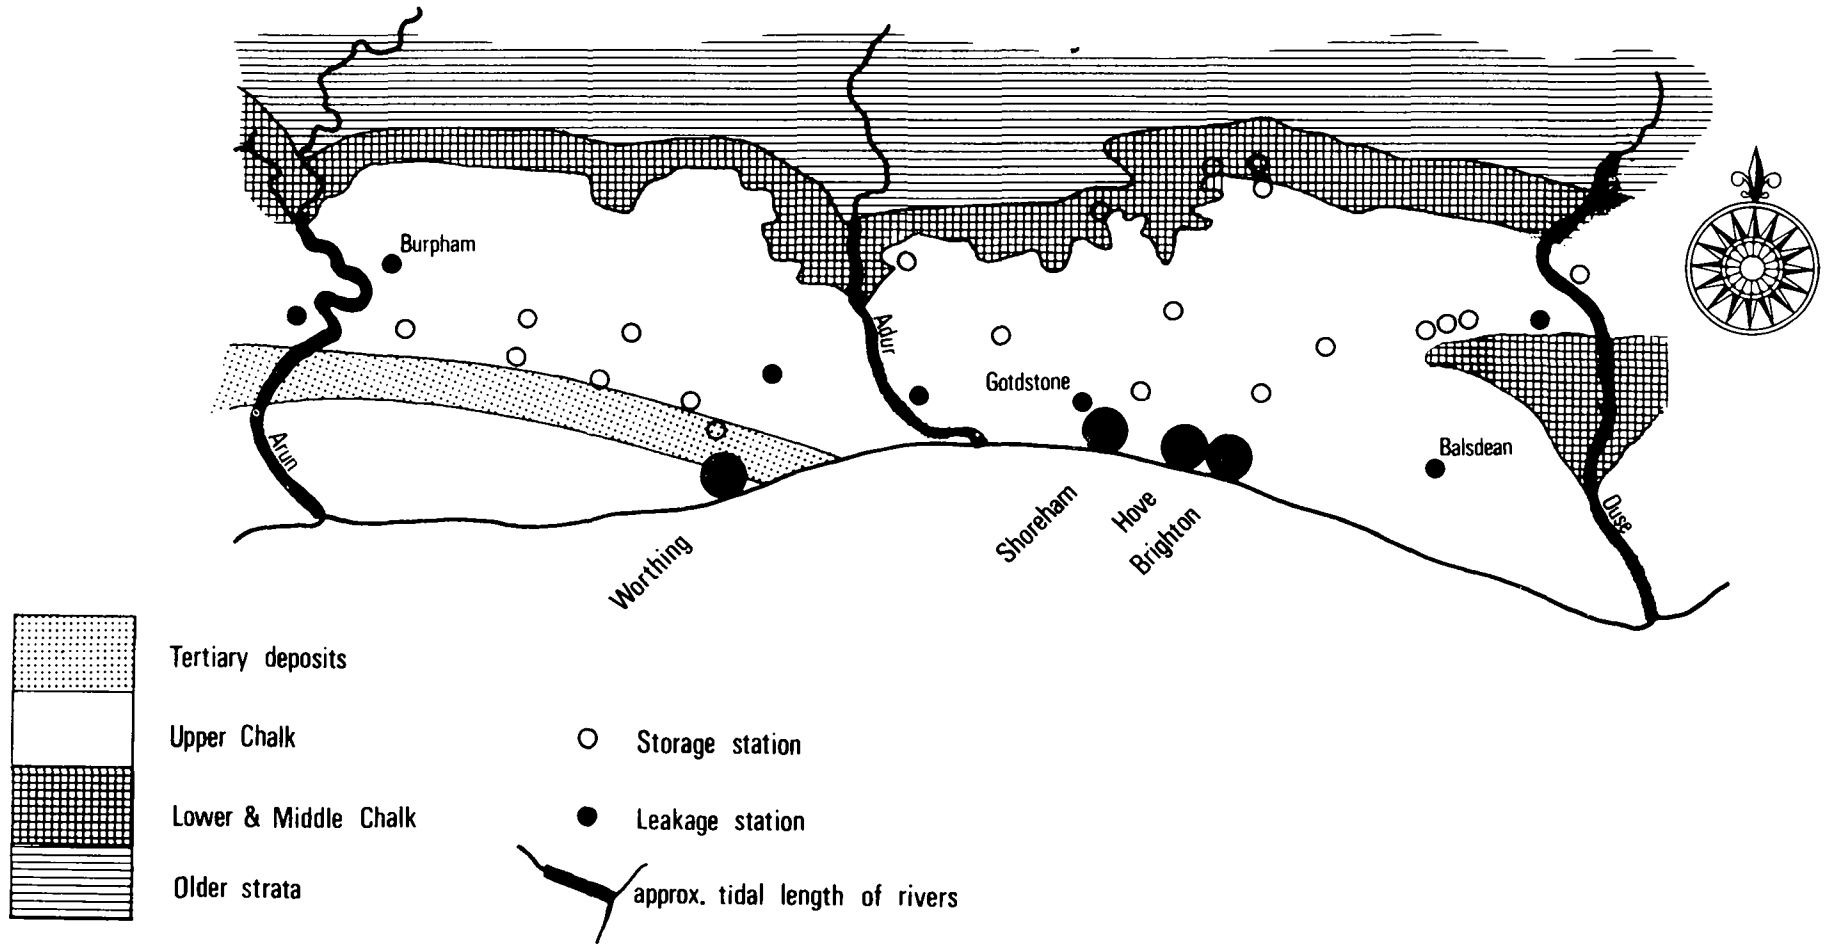 Burpham
Adur
Gotdstone
Balsdean
Arun
Ouse
Worthing
Shoreham
Hove
Brighton
Tertiary deposits
Upper Chalk
Storage station
Lower & Middle Chalk
Leakage station
Older strata
approx. tidal length of rivers